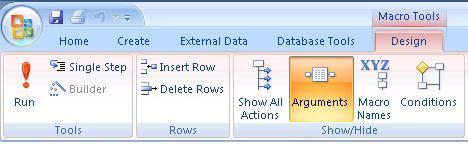 Macro Tools
Home Create External Data Database Tools Design
Run
Single Step
Builder
Tools
Insert Row
Delete Rows
Rows
Show All
Actions
Arguments
XYZ
Macro
Names
Conditions
Show/Hide